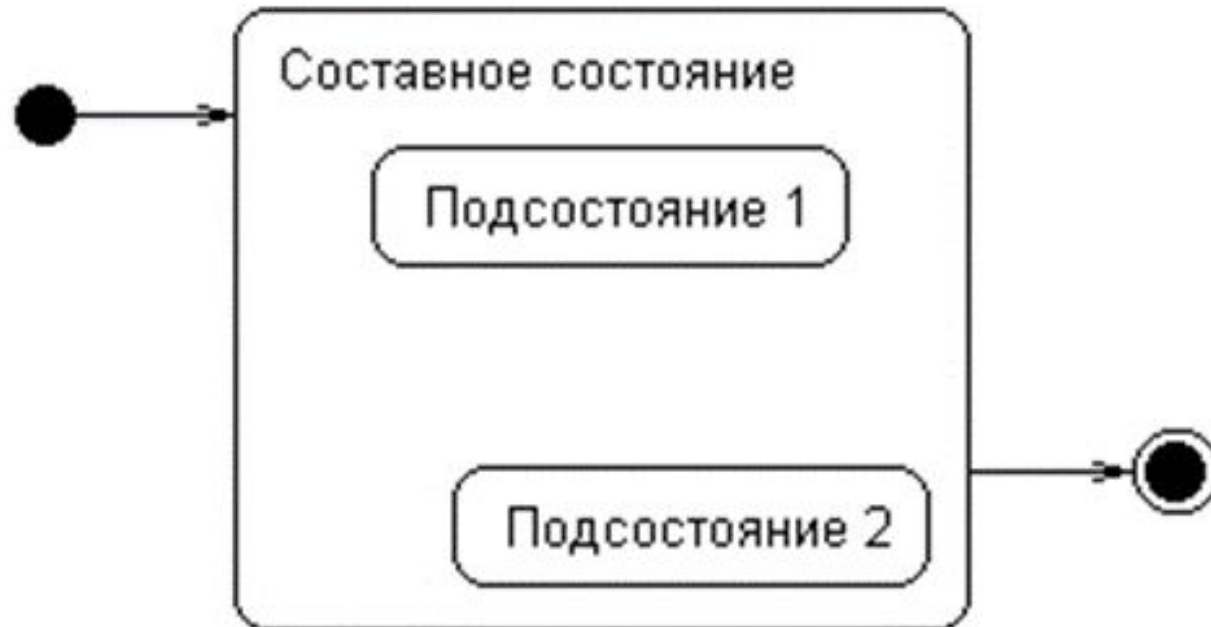 Составное состояние
Подсостояние 1
Подсостояние 2